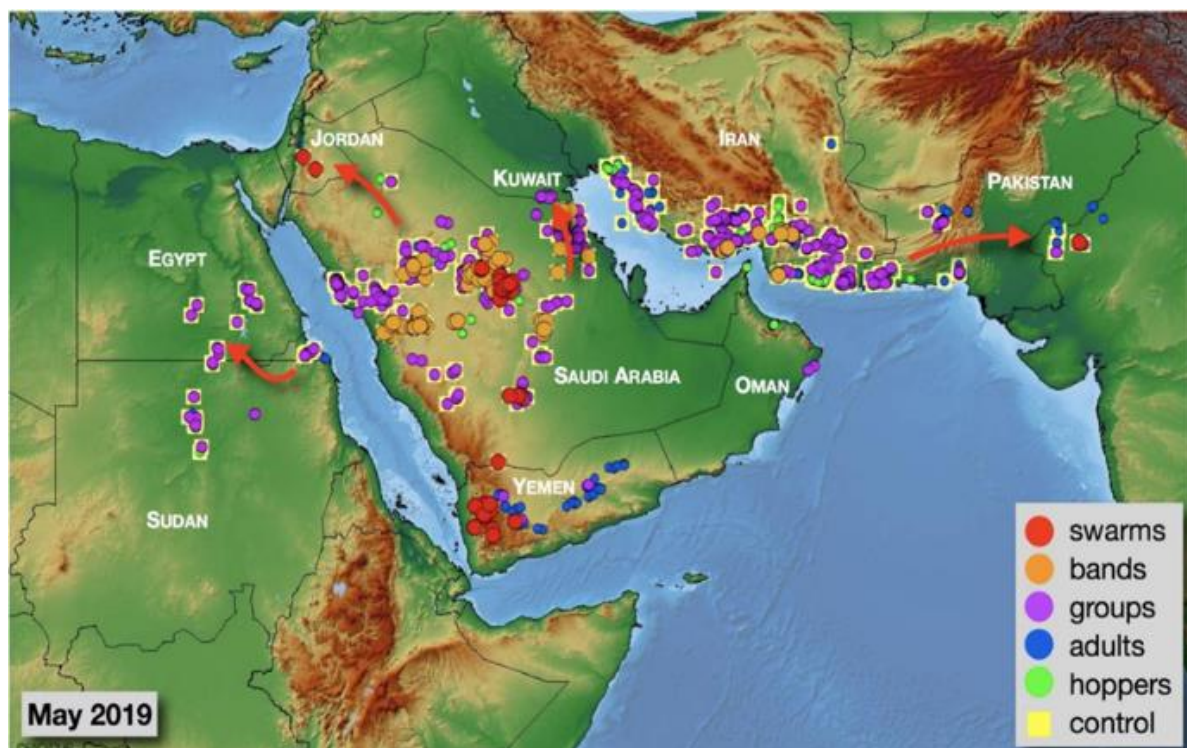 JORDAN
IRAN
KUWAIT
PAKISTAN
EGYPT
SAUDI ARABIA
OMAN
YEMEN
SUDAN
swarms
bands
groups
adults
hoppers
control
May 2019